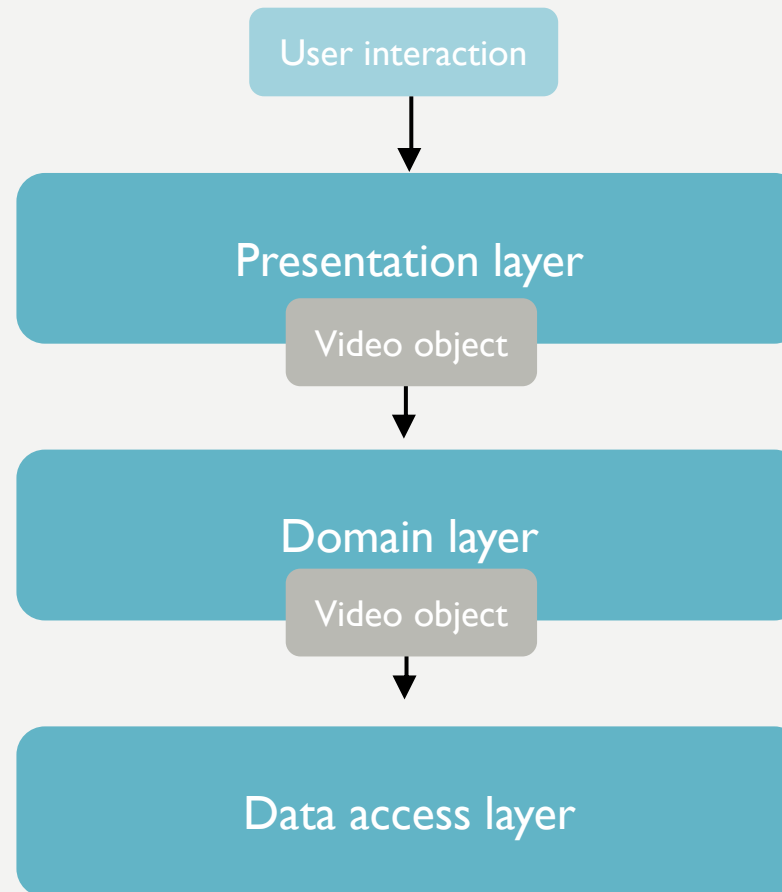 User interaction
Presentation layer
Video object
Domain layer
Video object
Data access layer